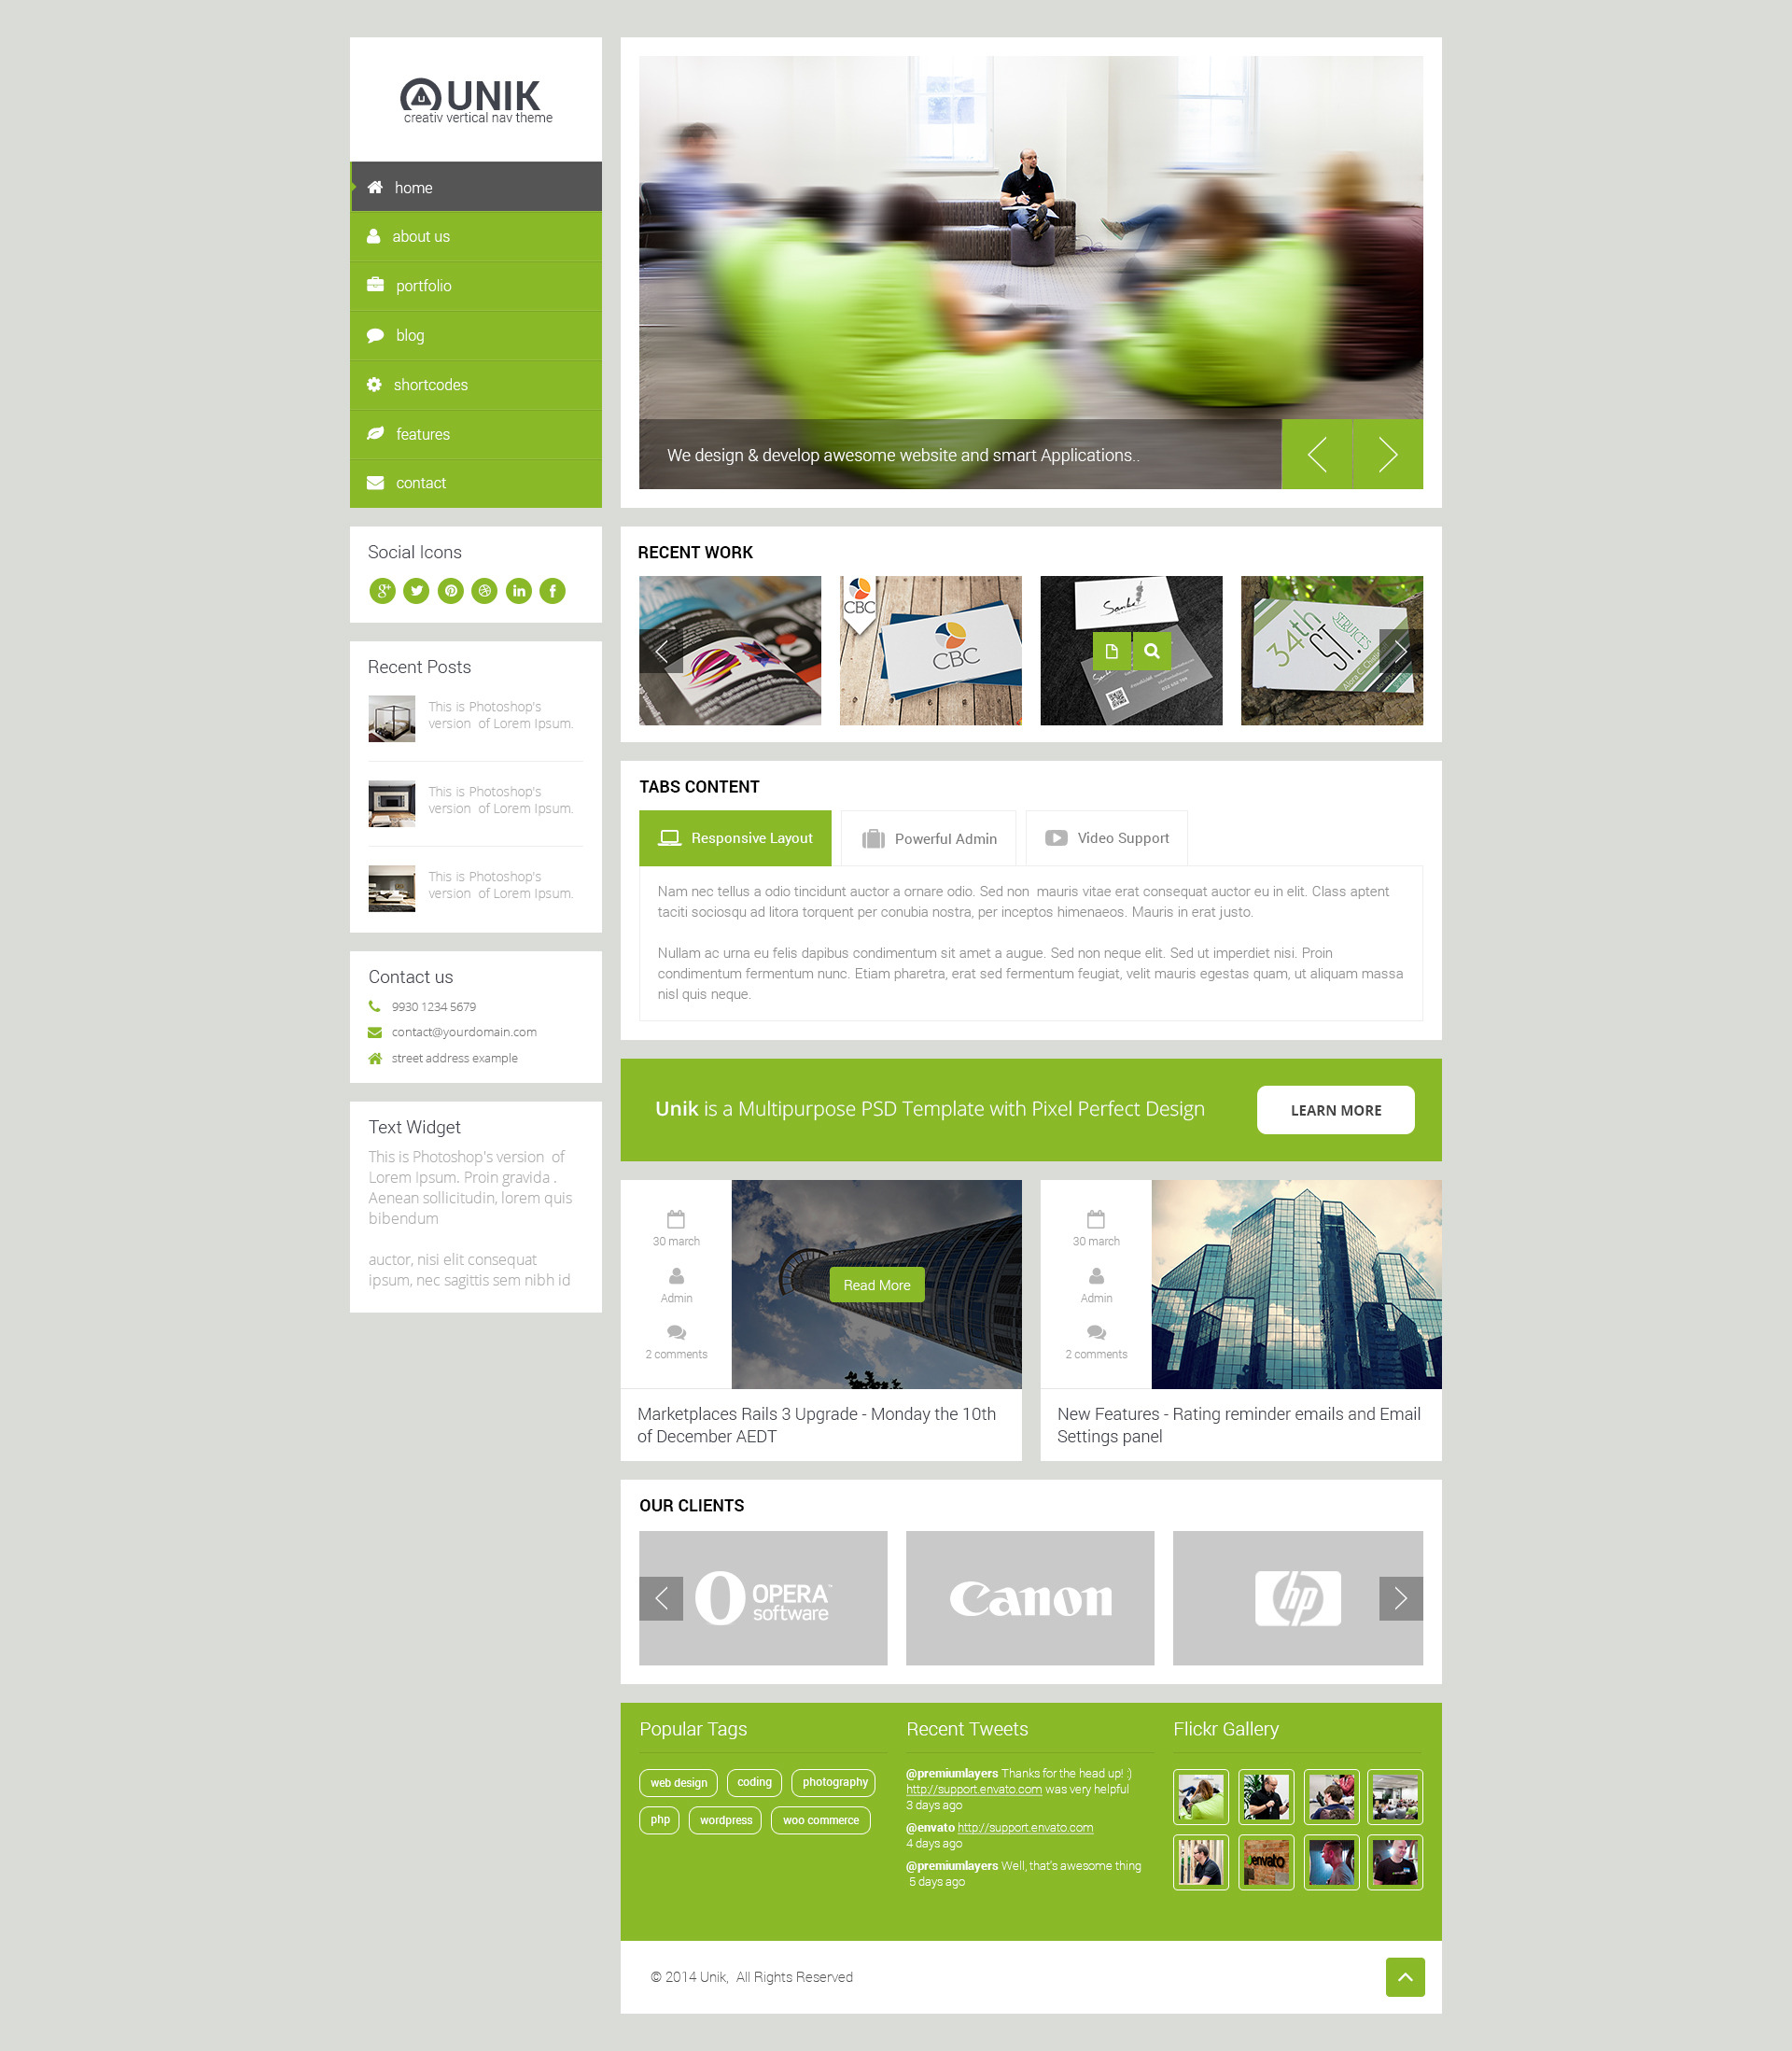 UNIK
creativ vertical nav theme
home
about us
portfolio
blog
shortcodes
features
contact
We design & develop awesome website and smart Applications..
Social Icons
Recent Posts
This is Photoshop's
version  of Lorem Ipsum.
This is Photoshop's
version  of Lorem Ipsum.
This is Photoshop's
version  of Lorem Ipsum.
Contact us
9930 1234 5679
contact@yourdomain.com
street address example
Text Widget
This is Photoshop's version  of
Lorem Ipsum. Proin gravida .
Aenean sollicitudin, lorem quis
bibendum
auctor, nisi elit consequat
ipsum, nec sagittis sem nibh id
RECENT WORK
CBC
CBC
34th
ST.
SERVICES
TABS CONTENT
Responsive Layout
Powerful Admin
Video Support
Nam nec tellus a odio tincidunt auctor a ornare odio. Sed non  mauris vitae erat consequat auctor eu in elit. Class aptent
taciti sociosqu ad litora torquent per conubia nostra, per inceptos himenaeos. Mauris in erat justo.
Nullam ac urna eu felis dapibus condimentum sit amet a augue. Sed non neque elit. Sed ut imperdiet nisi. Proin
condimentum fermentum nunc. Etiam pharetra, erat sed fermentum feugiat, velit mauris egestas quam, ut aliquam massa
nisl quis neque.
Unik is a Multipurpose PSD Template with Pixel Perfect Design
LEARN MORE
30 march
Admin
2 comments
Read More
Marketplaces Rails 3 Upgrade - Monday the 10th
of December AEDT
30 march
Admin
2 comments
New Features - Rating reminder emails and Email
Settings panel
OUR CLIENTS
OPERA™
software
Canon
hp
Popular Tags
web design
coding
photography
php
wordpress
woo commerce
Recent Tweets
@premiumlayers Thanks for the head up! :)
http://support.envato.com was very helpful
3 days ago
@envato http://support.envato.com
4 days ago
@premiumlayers Well, that's awesome thing
5 days ago
Flickr Gallery
envato
© 2014 Unik,  All Rights Reserved